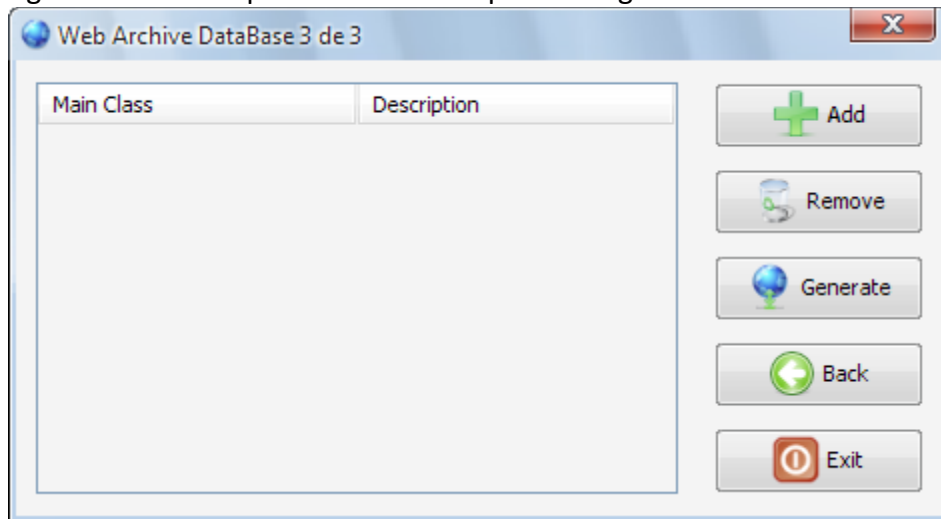 Web Archive DataBase 3 de 3
Main Class Description
Add
Remove
Generate
Back
Exit